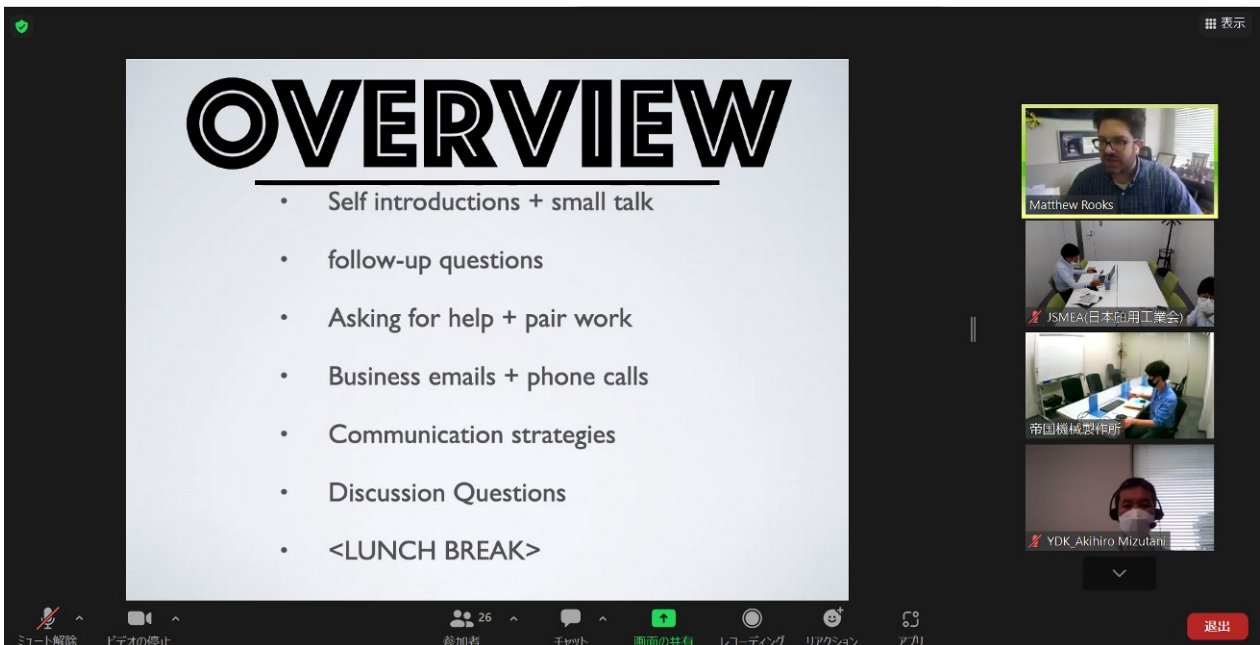 表示
OVERVIEW
• Self introductions + small talk
• follow-up questions
• Asking for help + pair work
• Business emails + phone calls
• Communication strategies
• Discussion Questions
• <LUNCH BREAK>
Matthew Rooks
JSMEA(日本舶用工業会)
帝国機械製作所
YDK_Akihiro Mizutani
ミュート解除
ビデオの停止
26
参加者
チャット
画面の共有
レコーディング
リアクション
アプリ
退出